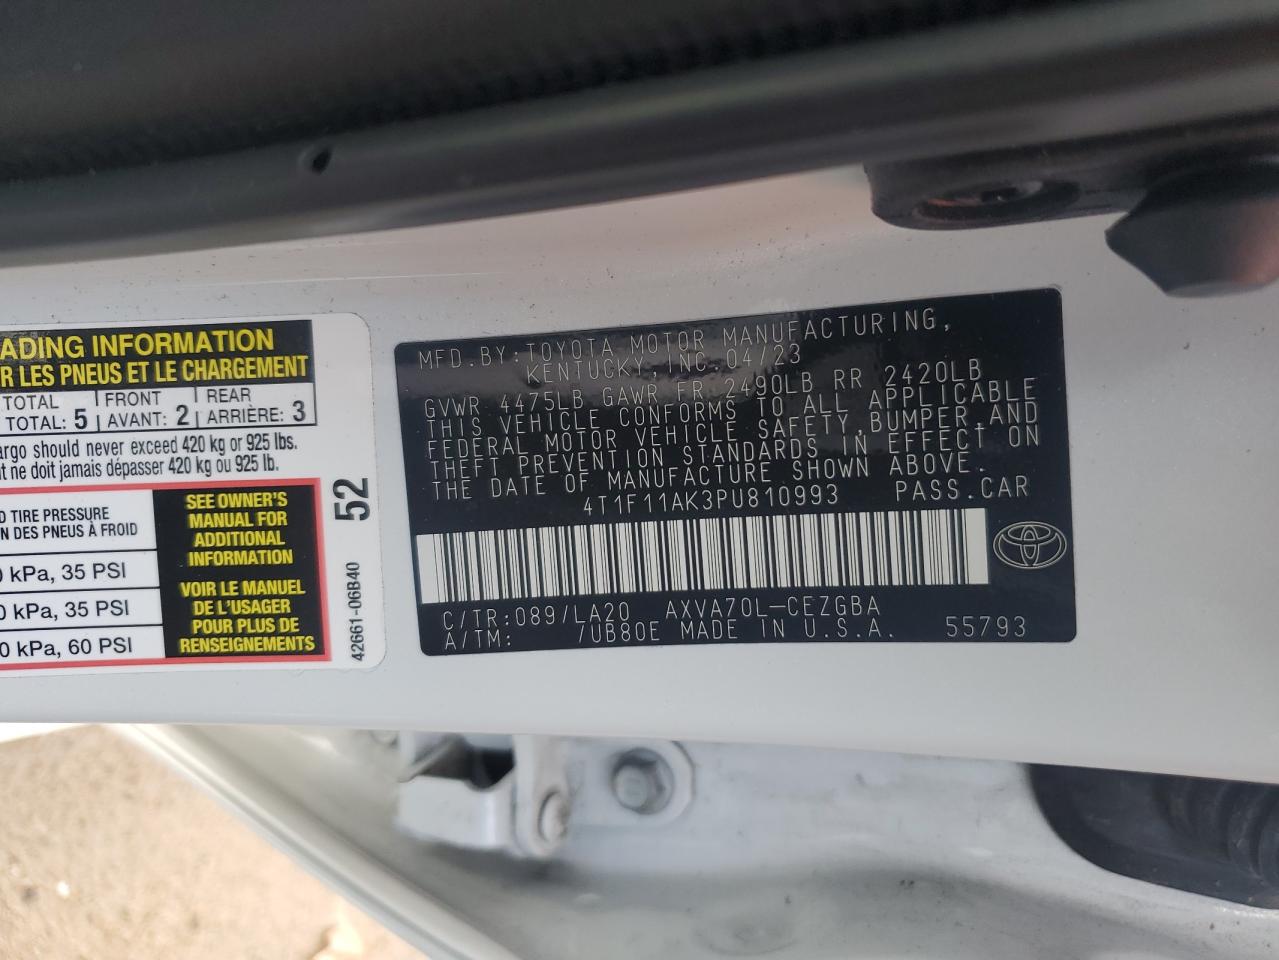 ADING INFORMATION
R LES PNEUS ET LE CHARGEMENT
TOTAL FRONT REAR
TOTAL: 5 AVANT: 2 ARRIÈRE: 3
argo should never exceed 420 kg or 925 lbs.
nt ne doit jamais dépasser 420 kg ou 925 lb.
D TIRE PRESSURE
N DES PNEUS À FROID
0 kPa, 35 PSI
0 kPa, 35 PSI
0 kPa, 60 PSI
SEE OWNER'S
MANUAL FOR
ADDITIONAL
INFORMATION
VOIR LE MANUEL
DE L'USAGER
POUR PLUS DE
RENSEIGNEMENTS
52
42661-06B40
MFD.BY:TOYOTA MOTOR MANUFACTURING,
KENTUCKY, INC. 04/23
GVWR 4475LB GAWR FR:2490LB RR 2420LB
THIS VEHICLE CONFORMS TO ALL APPLICABLE
FEDERAL MOTOR VEHICLE SAFETY,BUMPER,AND
THEFT PREVENTION STANDARDS IN EFFECT ON
THE DATE OF MANUFACTURE SHOWN ABOVE.
4T1F11AK3PU810993 PASS.CAR
C/TR:089/LA20 AXVA70L-CEZGBA
A/TM: /UB80E MADE IN U.S.A. 55793